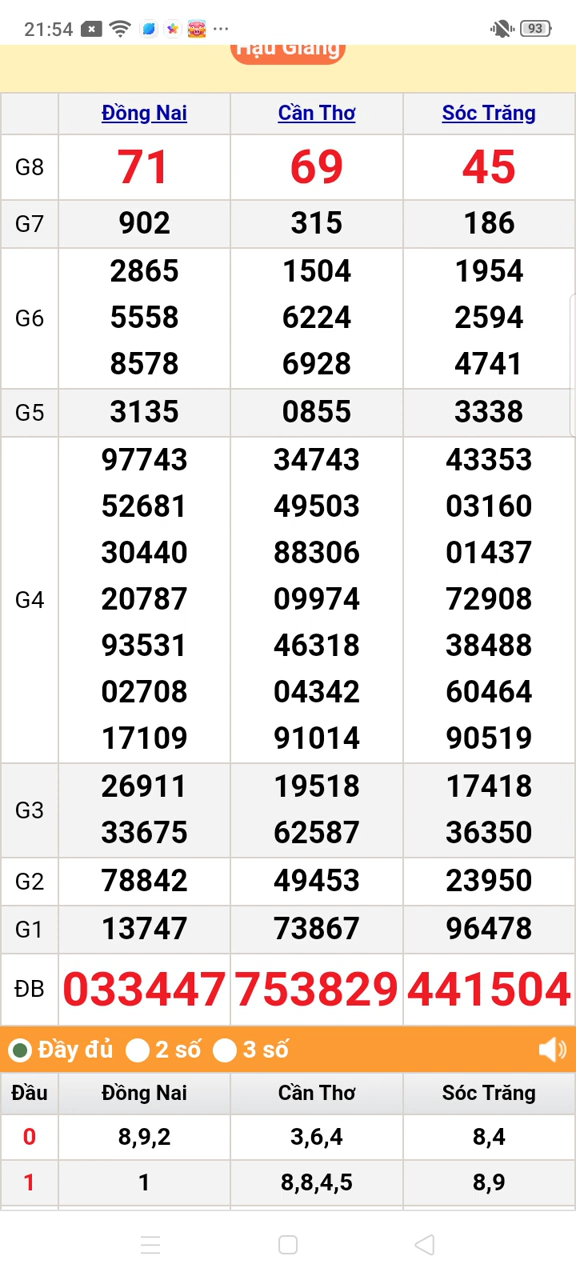 21:54 93
Hậu Giang
Đồng Nai Cần Thơ Sóc Trăng
G8 71 69 45
G7 902 315 186
G6 2865 1504 1954
5558 6224 2594
8578 6928 4741
G5 3135 0855 3338
G4 97743 34743 43353
52681 49503 03160
30440 88306 01437
20787 09974 72908
93531 46318 38488
02708 04342 60464
17109 91014 90519
G3 26911 19518 17418
33675 62587 36350
G2 78842 49453 23950
G1 13747 73867 96478
ĐB 033447 753829 441504
Đầy đủ 2 số 3 số
Đầu Đồng Nai Cần Thơ Sóc Trăng
0 8,9,2 3,6,4 8,4
1 1 8,8,4,5 8,9